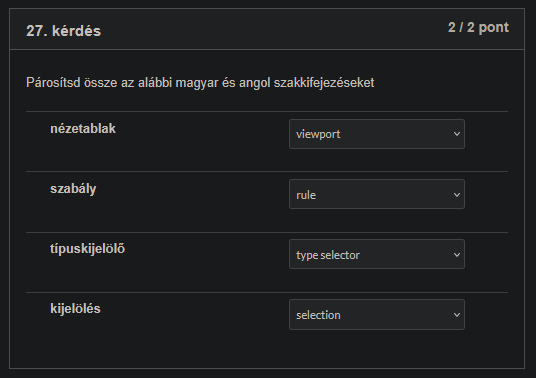 27. kérdés
2 / 2 pont
Párosítsd össze az alábbi magyar és angol szakkifejezéseket
nézetablak
viewport
szabály
rule
típuskijelölő
type selector
kijelölés
selection